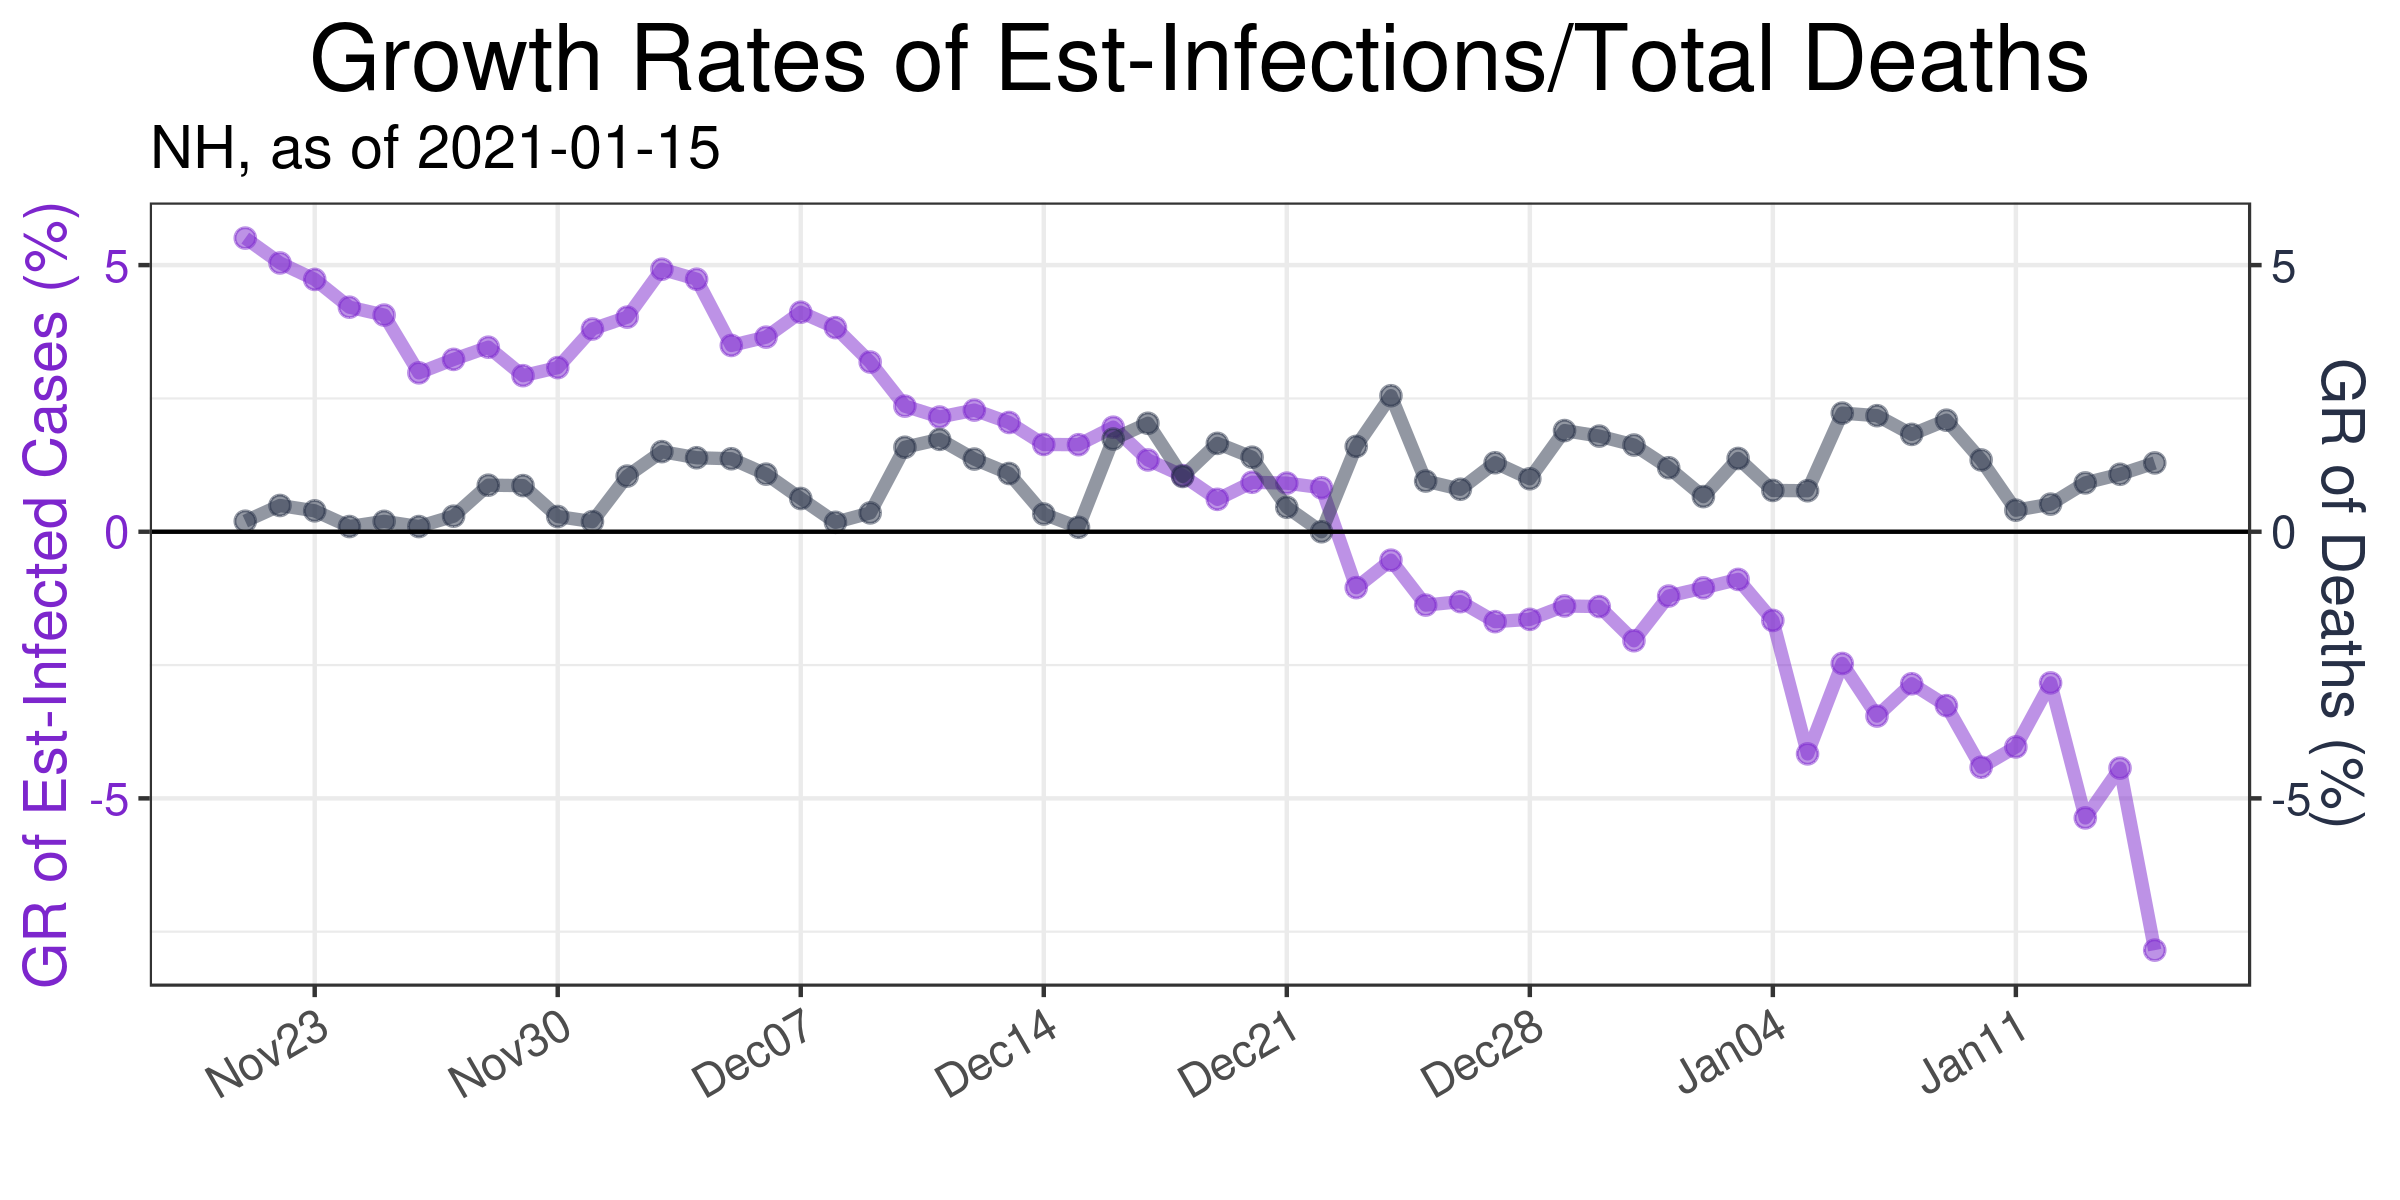 Growth Rates of Est-Infections/Total Deaths
NH, as of 2021-01-15
GR of Est-Infected Cases (%)
5
0
-5
5
0
-5
GR of Deaths (%)
Nov23
Nov30
Dec07
Dec14
Dec21
Dec28
Jan04
Jan11